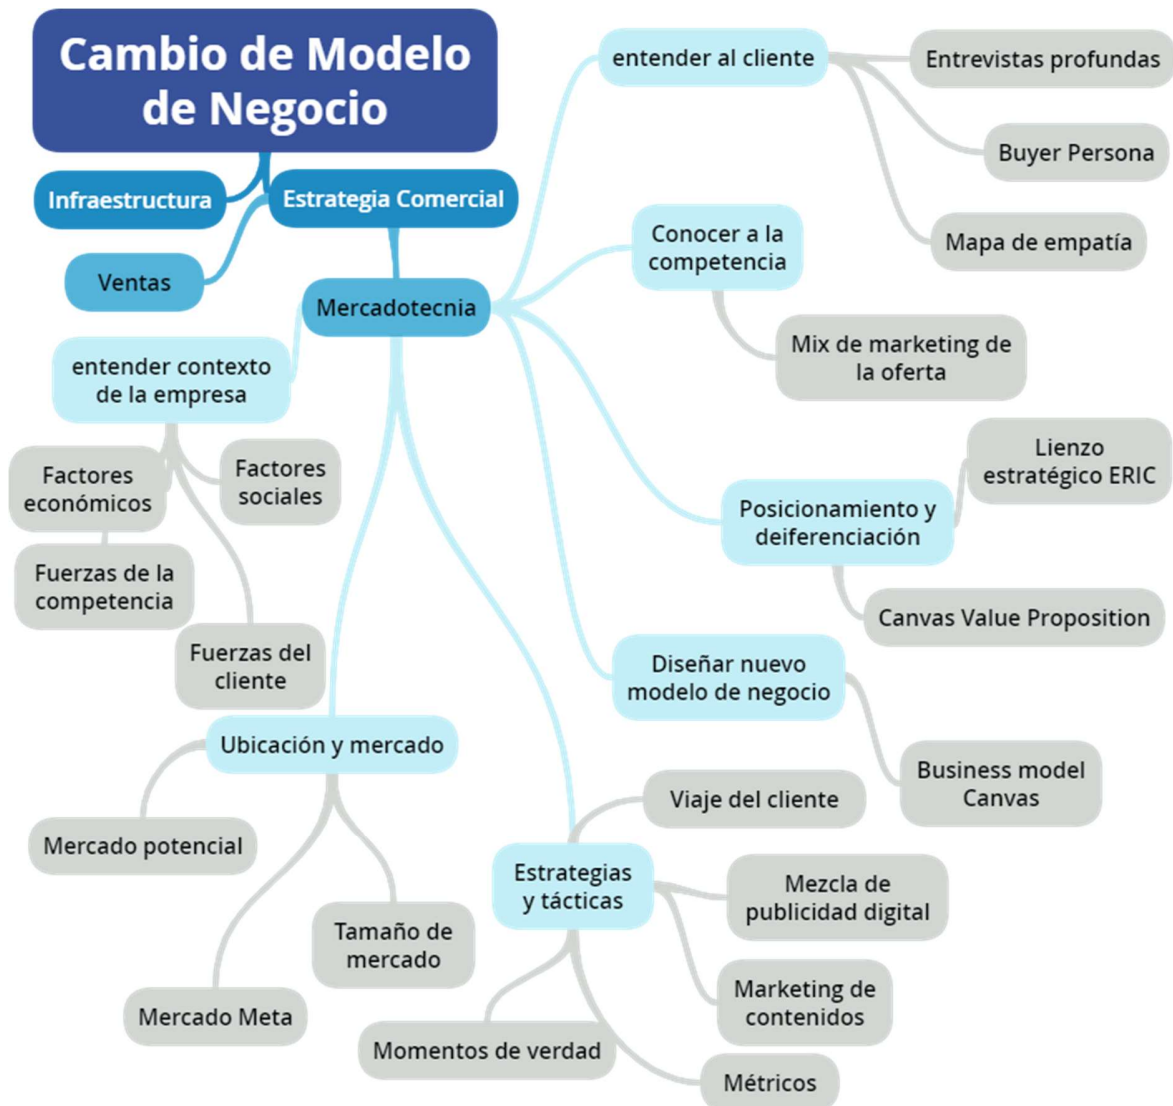 Cambio de Modelo
de Negocio
Infraestructura
Estrategia Comercial
Ventas
Mercadotecnia
entender al cliente
Entrevistas profundas
Buyer Persona
Mapa de empatía
Conocer a la
competencia
Mix de marketing de
la oferta
Posicionamiento y
deiferenciación
Lienzo
estratégico ERIC
Canvas Value Proposition
Diseñar nuevo
modelo de negocio
Business model
Canvas
entender contexto
de la empresa
Factores
económicos
Factores
sociales
Fuerzas de la
competencia
Fuerzas del
cliente
Ubicación y mercado
Mercado potencial
Mercado Meta
Tamaño de
mercado
Estrategias
y tácticas
Viaje del cliente
Mezcla de
publicidad digital
Marketing de
contenidos
Momentos de verdad
Métricos